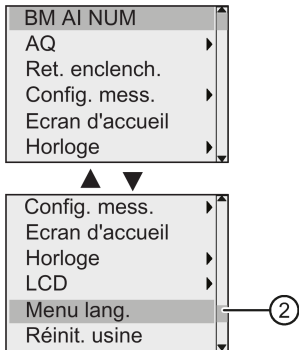 BM AI NUM
AQ
Ret. enclench.
Config. mess.
Ecran d'accueil
Horloge
Config. mess.
Ecran d'accueil
Horloge
LCD
Menu lang.
2
Réinit. usine